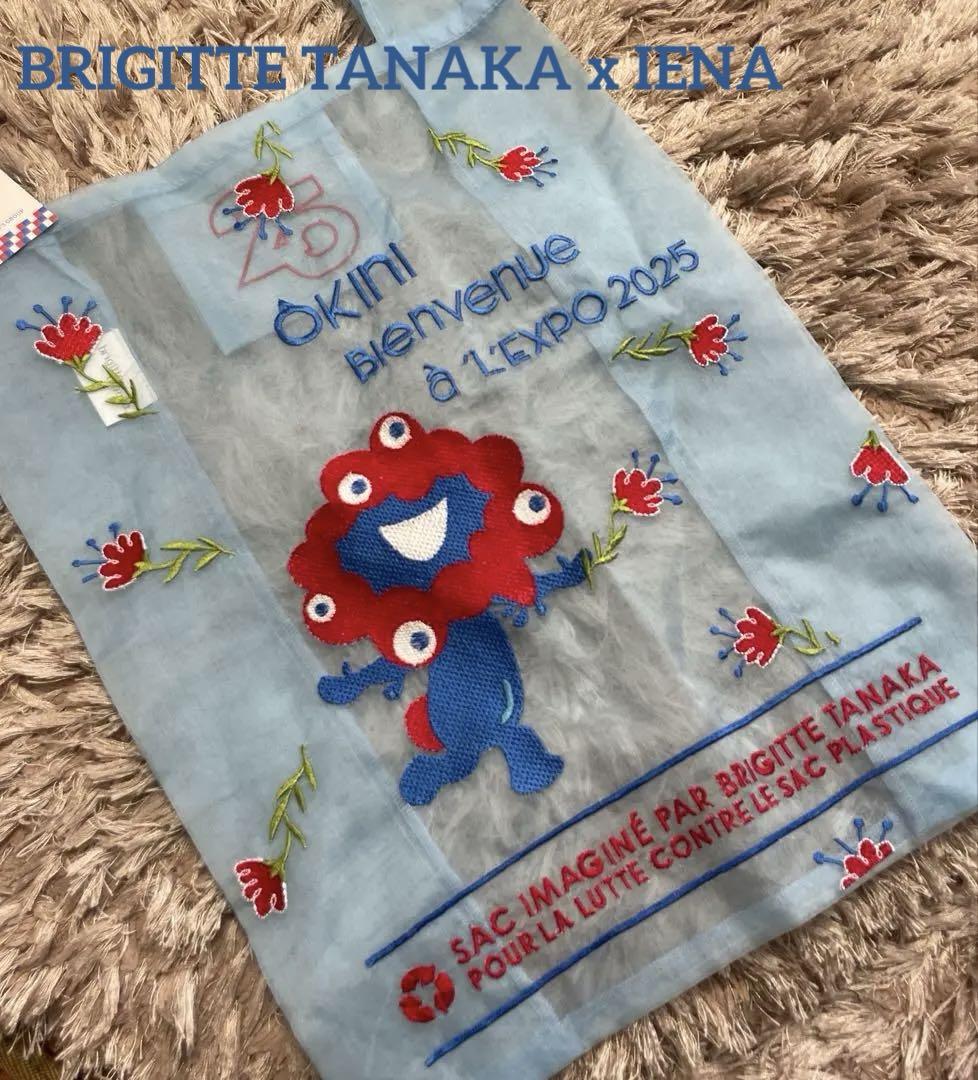 BRIGITTE TANAKA x IENA
25
ÔKINI
BIENVENUE
à 'L'EXPO 2025
SAC IMAGINÉ PAR BRIGITTE TANAKA
POUR LA LUTTE CONTRE LE SAC PLASTIQUE